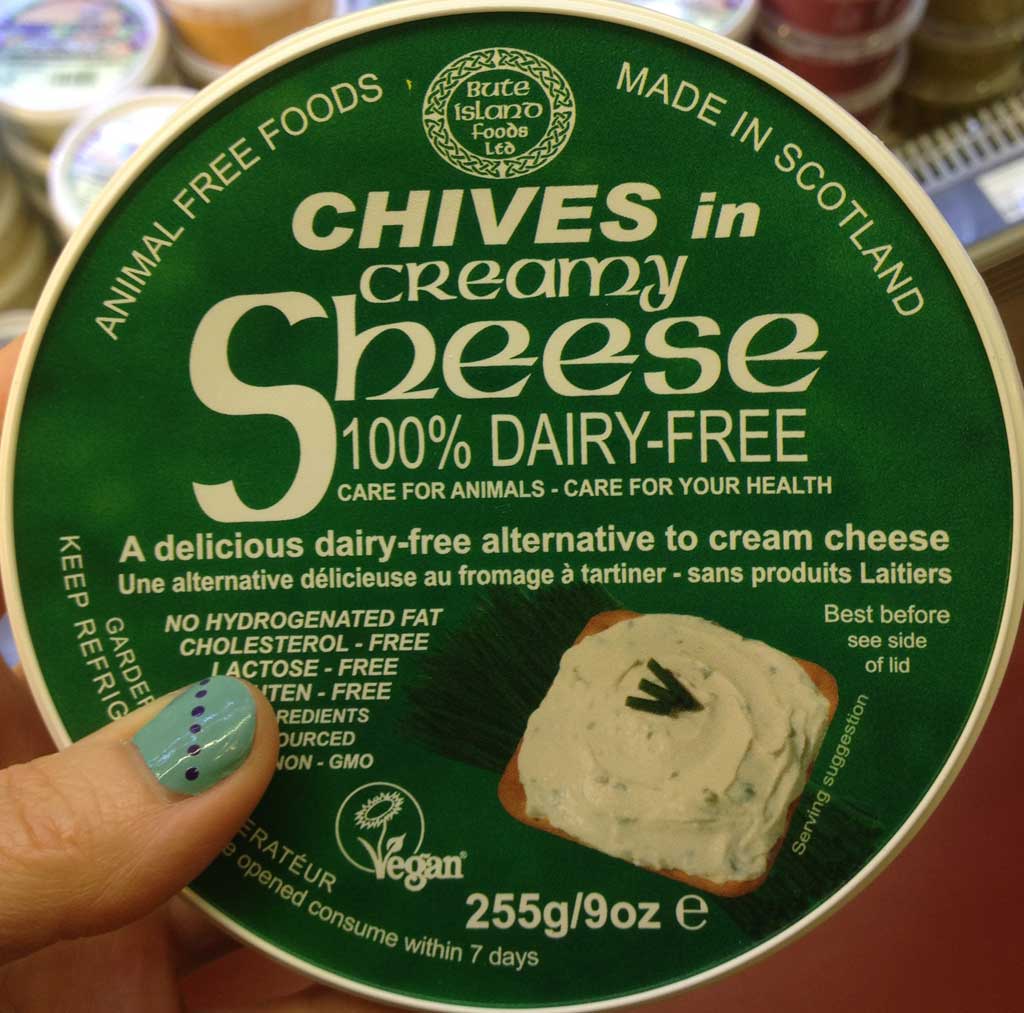 Bute
Island
Foods
Ltd
ANIMAL FREE FOODS
MADE IN SCOTLAND
CHIVES in
creamy
Sheese
100% DAIRY-FREE
CARE FOR ANIMALS - CARE FOR YOUR HEALTH
A delicious dairy-free alternative to cream cheese
Une alternative délicieuse au fromage à tartiner - sans produits Laitiers
NO HYDROGENATED FAT
CHOLESTEROL - FREE
LACTOSE - FREE
- FREE
NON - GMO
Best before
see side
of lid
Serving suggestion
KEEP
Vegan
opened consume within 7 days
255g/9oz e